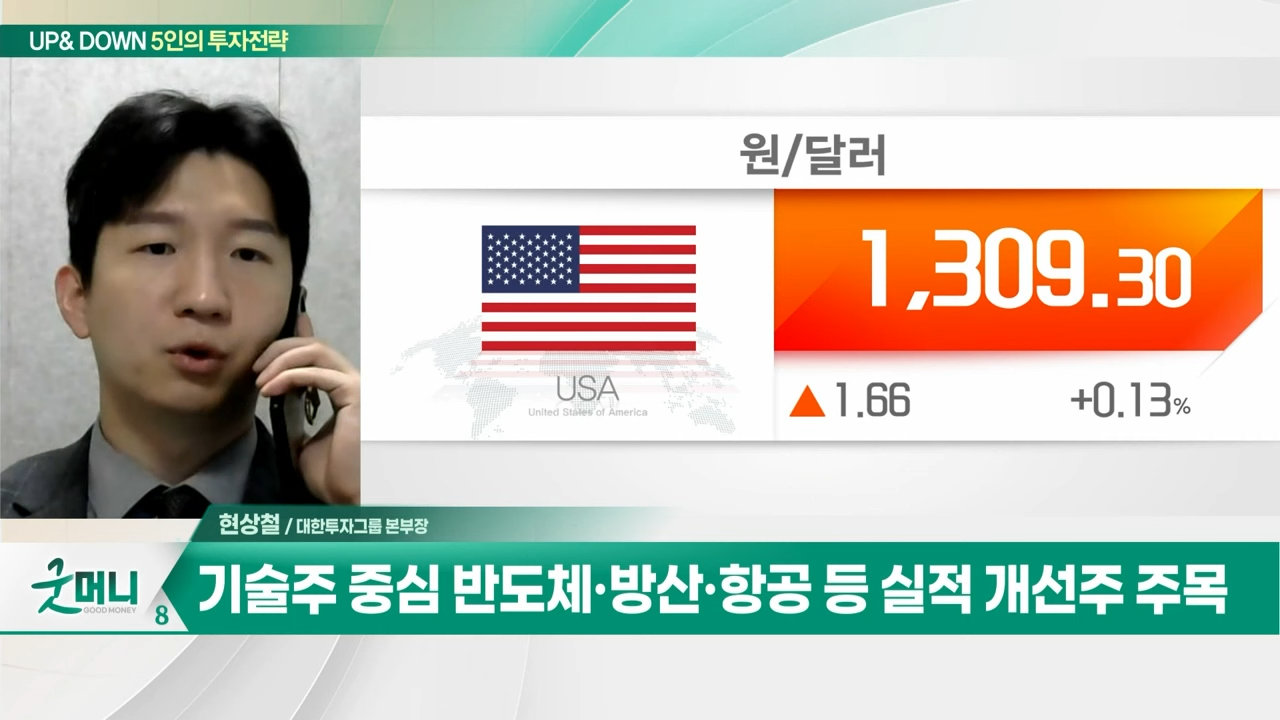 UP& DOWN 5인의 투자전략
원/달러
1,309.30
USA
United States of America
▲1.66 +0.13%
현상철 / 대한투자그룹 본부장
굿머니
GOOD MONEY
8
기술주 중심 반도체·방산·항공 등 실적 개선주 주목